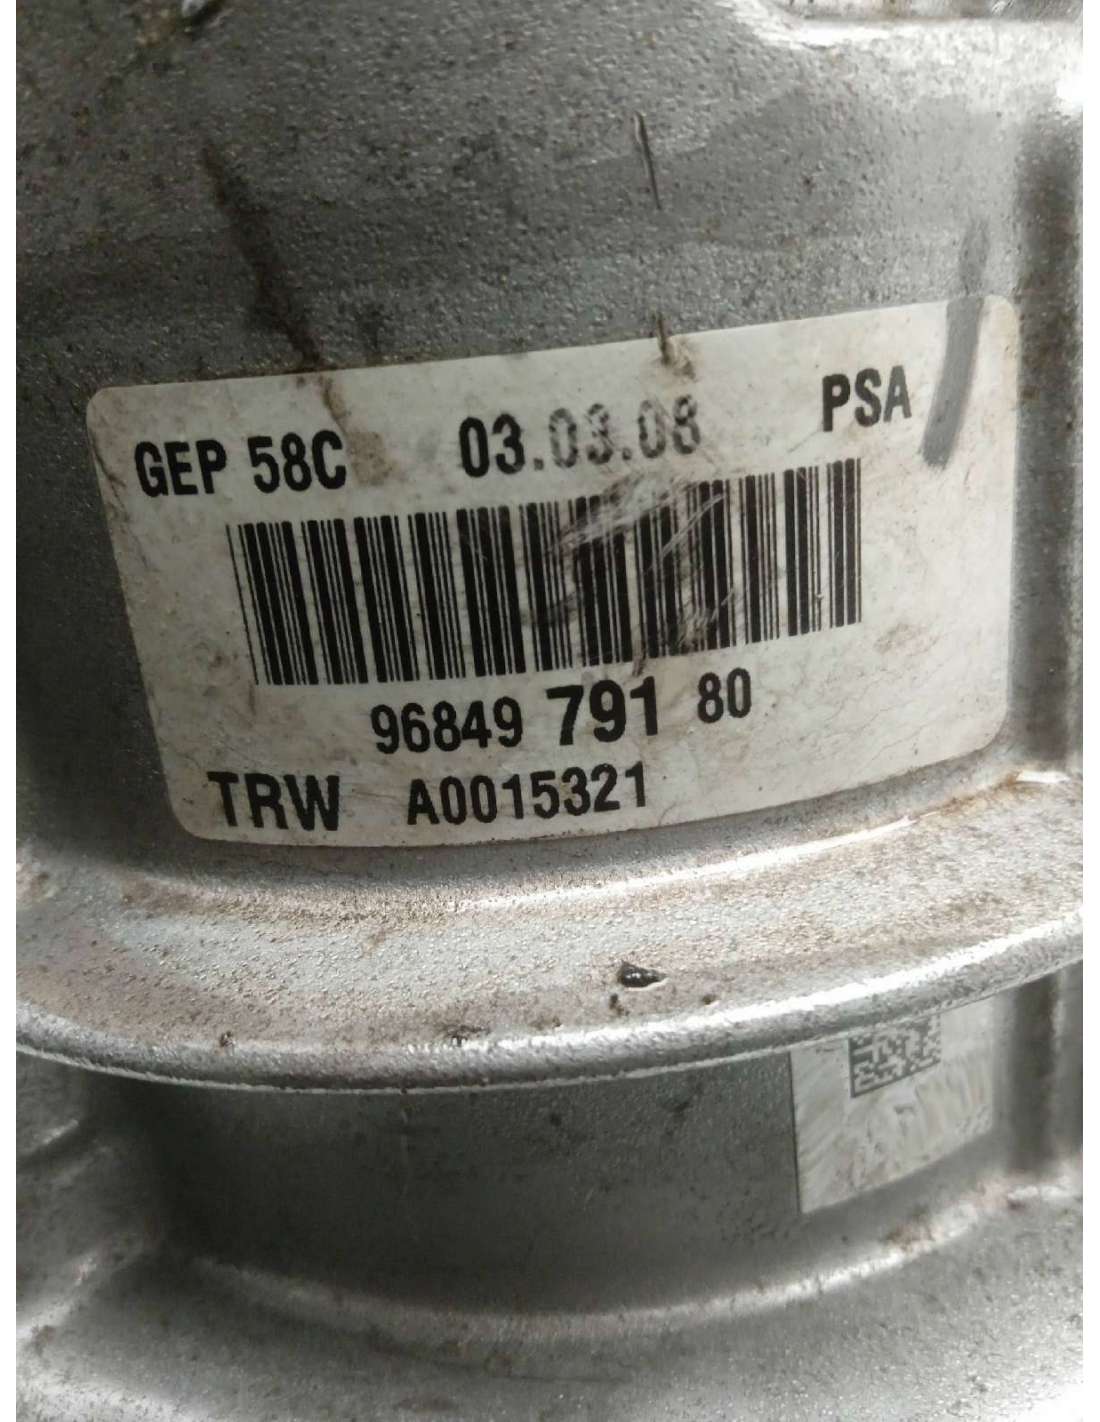 GEP 58C 03.03.08 PSA
96849 791 80
TRW A0015321